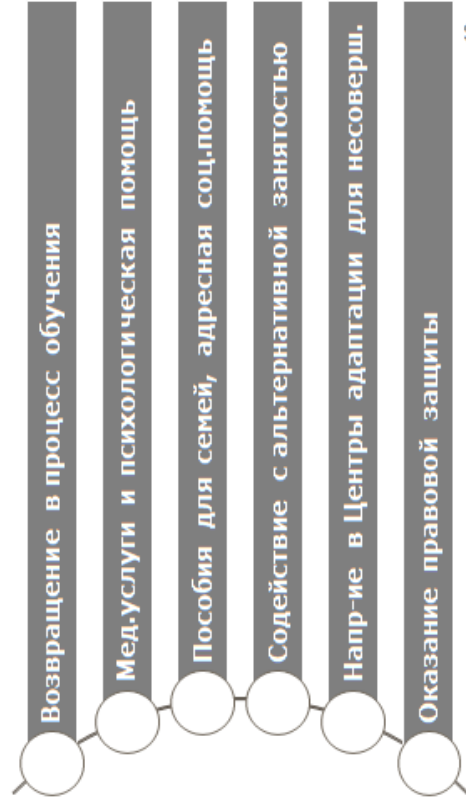 Возвращение в процесс обучения
Мед.услуги и психологическая помощь
Пособия для семей, адресная соц.помощь
Содействие с альтернативной занятостью
Напр-ие в Центры адаптации для несоверш.
Оказание правовой защиты